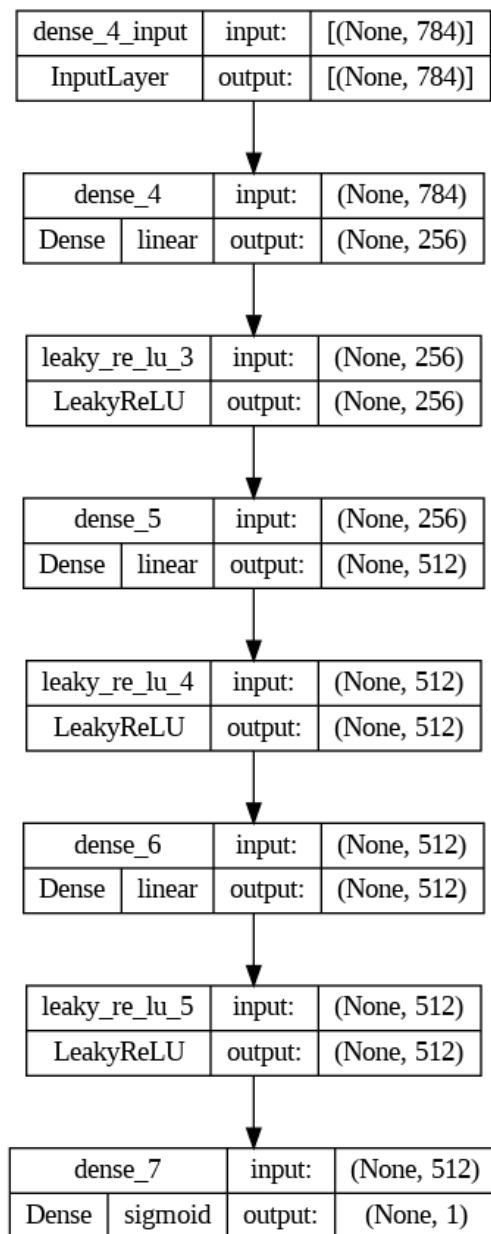 dense_4_input input: [(None, 784)]
InputLayer output: [(None, 784)]
dense_4 input: (None, 784)
Dense linear output: (None, 256)
leaky_re_lu_3 input: (None, 256)
LeakyReLU output: (None, 256)
dense_5 input: (None, 256)
Dense linear output: (None, 512)
leaky_re_lu_4 input: (None, 512)
LeakyReLU output: (None, 512)
dense_6 input: (None, 512)
Dense linear output: (None, 512)
leaky_re_lu_5 input: (None, 512)
LeakyReLU output: (None, 512)
dense_7 input: (None, 512)
Dense sigmoid output: (None, 1)